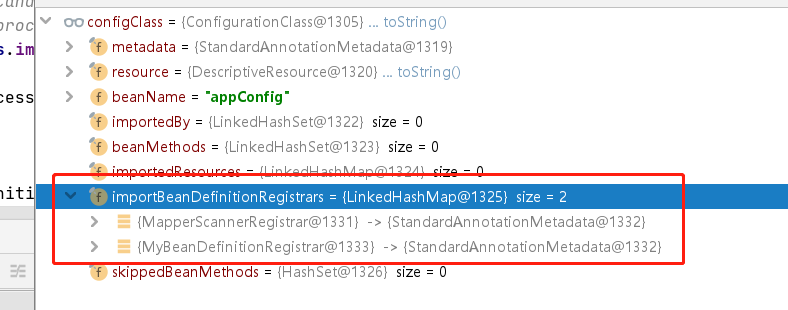 Cand
proc
s.im
cess
niti
configClass = {ConfigurationClass@1305} ... toString()
metadata = {StandardAnnotationMetadata@1319}
resource = {DescriptiveResource@1320} ... toString()
beanName = "appConfig"
importedBy = {LinkedHashSet@1322} size = 0
beanMethods = {LinkedHashSet@1323} size = 0
importedResources = {LinkedHashMap@1324} size = 0
importBeanDefinitionRegistrars = {LinkedHashMap@1325} size = 2
{MapperScannerRegistrar@1331} -> {StandardAnnotationMetadata@1332}
{MyBeanDefinitionRegistrar@1333} -> {StandardAnnotationMetadata@1332}
skippedBeanMethods = {HashSet@1326} size = 0